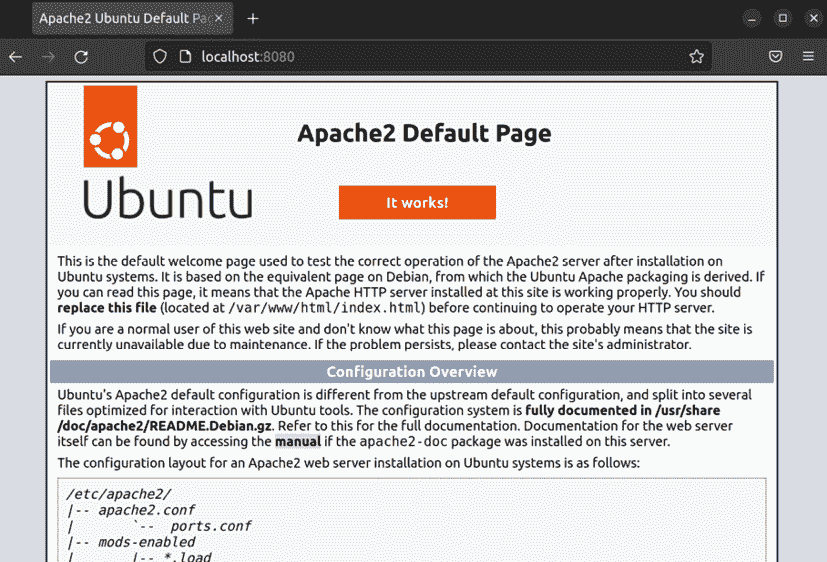 Apache2 Ubuntu Default Pa
localhost:8080
Apache2 Default Page
Ubuntu
It works!
This is the default welcome page used to test the correct operation of the Apache2 server after installation on
Ubuntu systems. It is based on the equivalent page on Debian, from which the Ubuntu Apache packaging is derived. If
you can read this page, it means that the Apache HTTP server installed at this site is working properly. You should
replace this file (located at /var/www/html/index.html) before continuing to operate your HTTP server.
If you are a normal user of this web site and don't know what this page is about, this probably means that the site is
currently unavailable due to maintenance. If the problem persists, please contact the site's administrator.
Configuration Overview
Ubuntu's Apache2 default configuration is different from the upstream default configuration, and split into several
files optimized for interaction with Ubuntu tools. The configuration system is fully documented in /usr/share
/doc/apache2/README.Debian.gz. Refer to this for the full documentation. Documentation for the web server
itself can be found by accessing the manual if the apache2-doc package was installed on this server.
The configuration layout for an Apache2 web server installation on Ubuntu systems is as follows:
/etc/apache2/
|-- apache2.conf
|       `--  ports.conf
|-- mods-enabled
|       |-- *.load